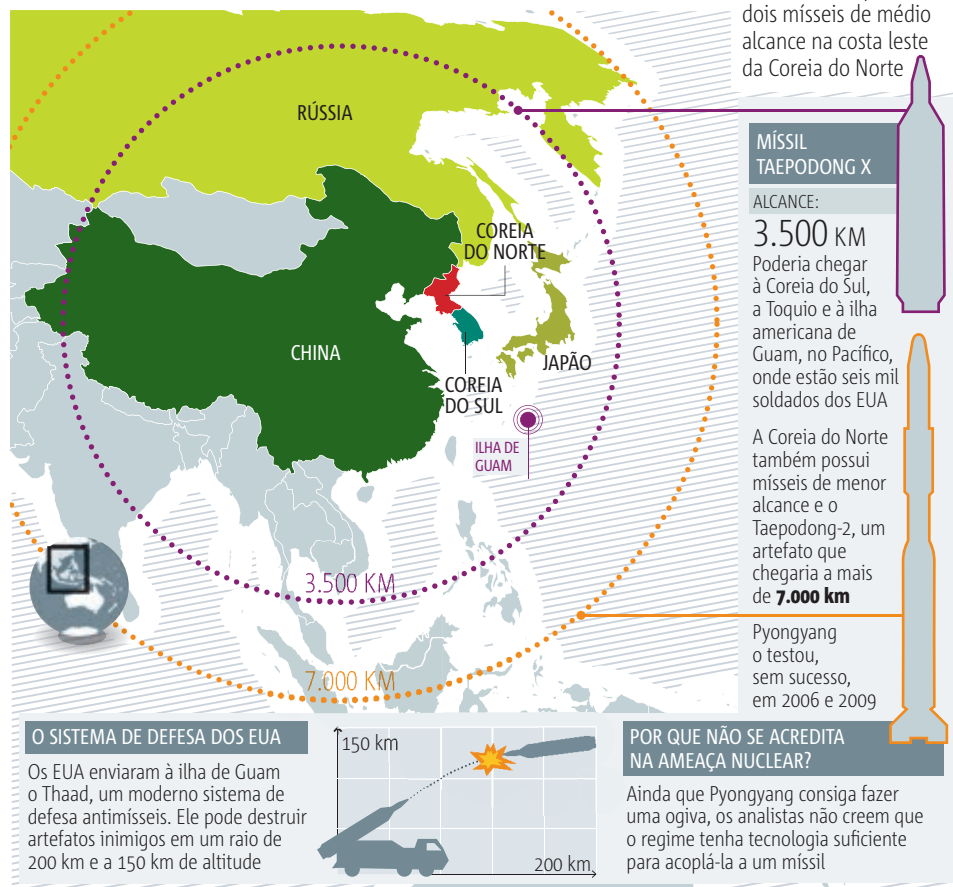 dois mísseis de médio
alcance na costa leste
da Coreia do Norte
RÚSSIA
COREIA
DO NORTE
CHINA
JAPÃO
COREIA
DO SUL
ILHA DE
GUAM
3.500 KM
7.000 KM
MÍSSIL
TAEPODONG X
ALCANCE:
3.500 KM
Poderia chegar
à Coreia do Sul,
a Toquio e à ilha
americana de
Guam, no Pacífico,
onde estão seis mil
soldados dos EUA
A Coreia do Norte
também possui
mísseis de menor
alcance e o
Taepodong-2, um
artefato que
chegaria a mais
de 7.000 km
Pyongyang
o testou,
sem sucesso,
em 2006 e 2009
O SISTEMA DE DEFESA DOS EUA
Os EUA enviaram à ilha de Guam
o Thaad, um moderno sistema de
defesa antimísseis. Ele pode destruir
artefatos inimigos em um raio de
200 km e a 150 km de altitude
150 km
200 km
POR QUE NÃO SE ACREDITA
NA AMEAÇA NUCLEAR?
Ainda que Pyongyang consiga fazer
uma ogiva, os analistas não creem que
o regime tenha tecnologia suficiente
para acoplá-la a um míssil